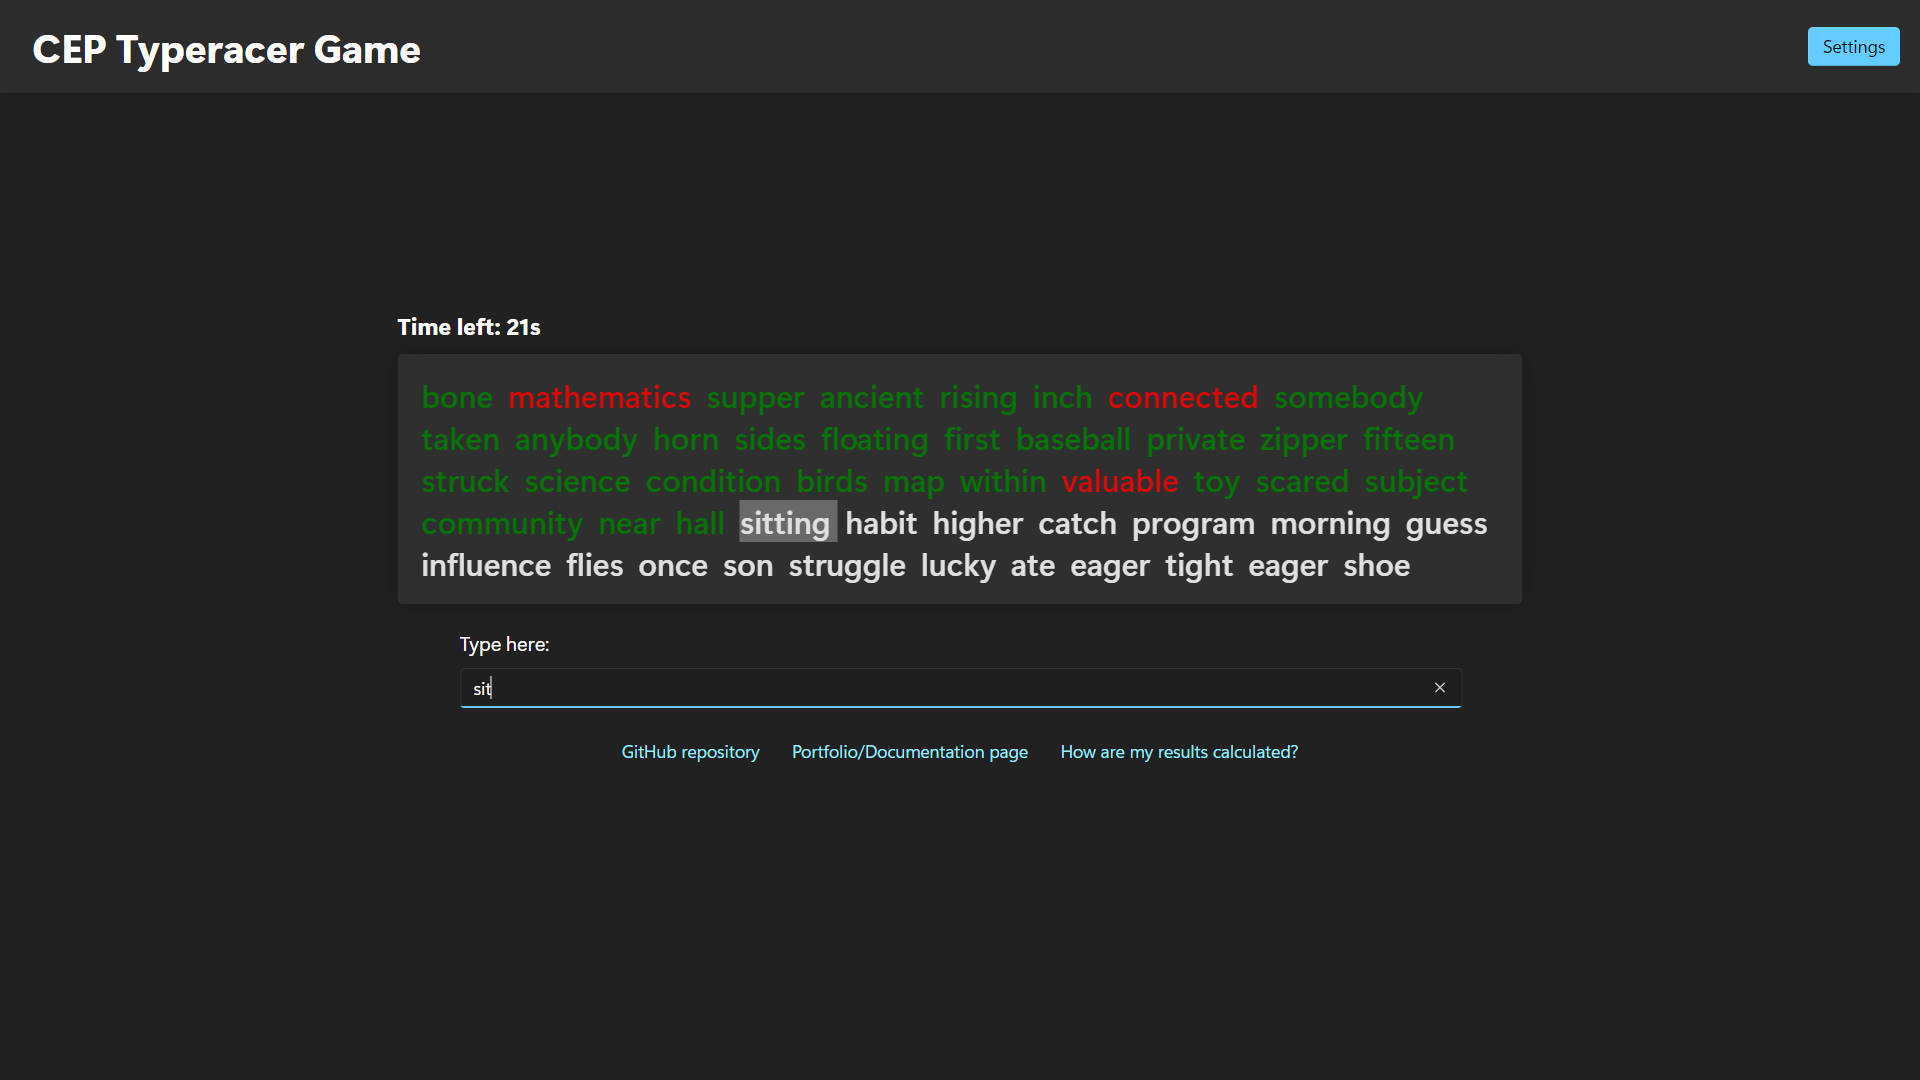 CEP Typeracer Game
Settings
Time left: 21s
bone mathematics supper ancient rising inch connected somebody
taken anybody horn sides floating first baseball private zipper fifteen
struck science condition birds map within valuable toy scared subject
community near hall sitting habit higher catch program morning guess
influence flies once son struggle lucky ate eager tight eager shoe
Type here:
sit
GitHub repository Portfolio/Documentation page How are my results calculated?